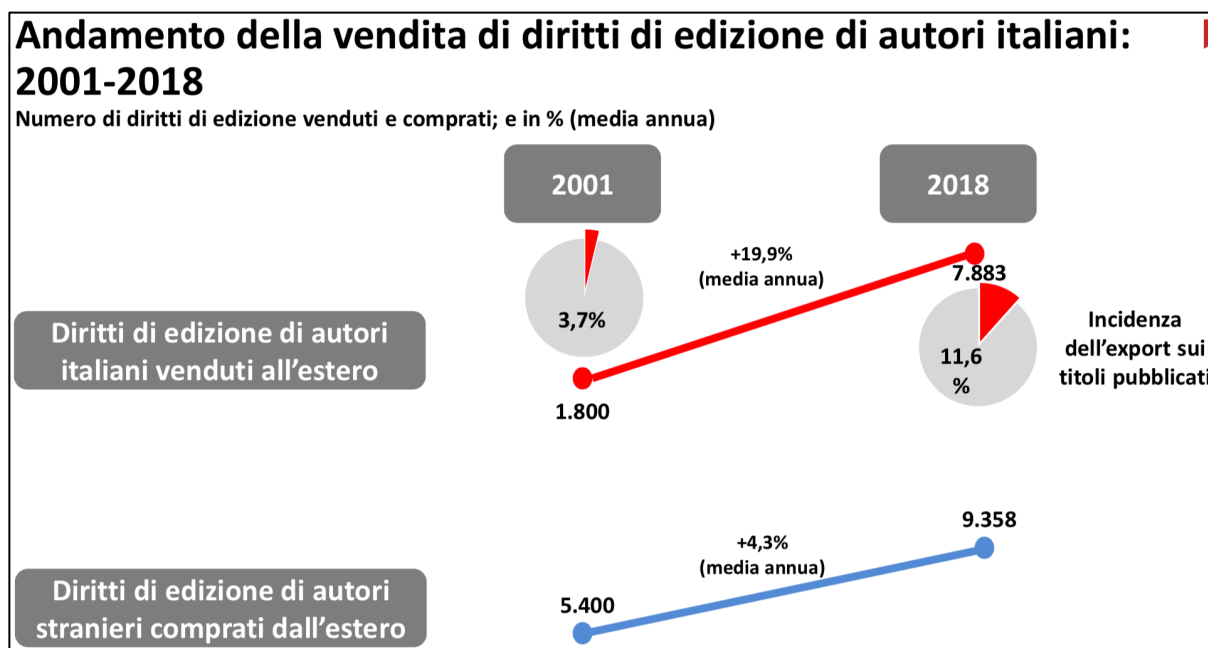 Andamento della vendita di diritti di edizione di autori italiani:
2001-2018
Numero di diritti di edizione venduti e comprati; e in % (media annua)
2001
2018
+19,9%
(media annua)
7.883
3,7%
11,6
%
Incidenza
dell'export sui
titoli pubblicati
Diritti di edizione di autori
italiani venduti all'estero
1.800
9.358
+4,3%
(media annua)
5.400
Diritti di edizione di autori
stranieri comprati dall'estero